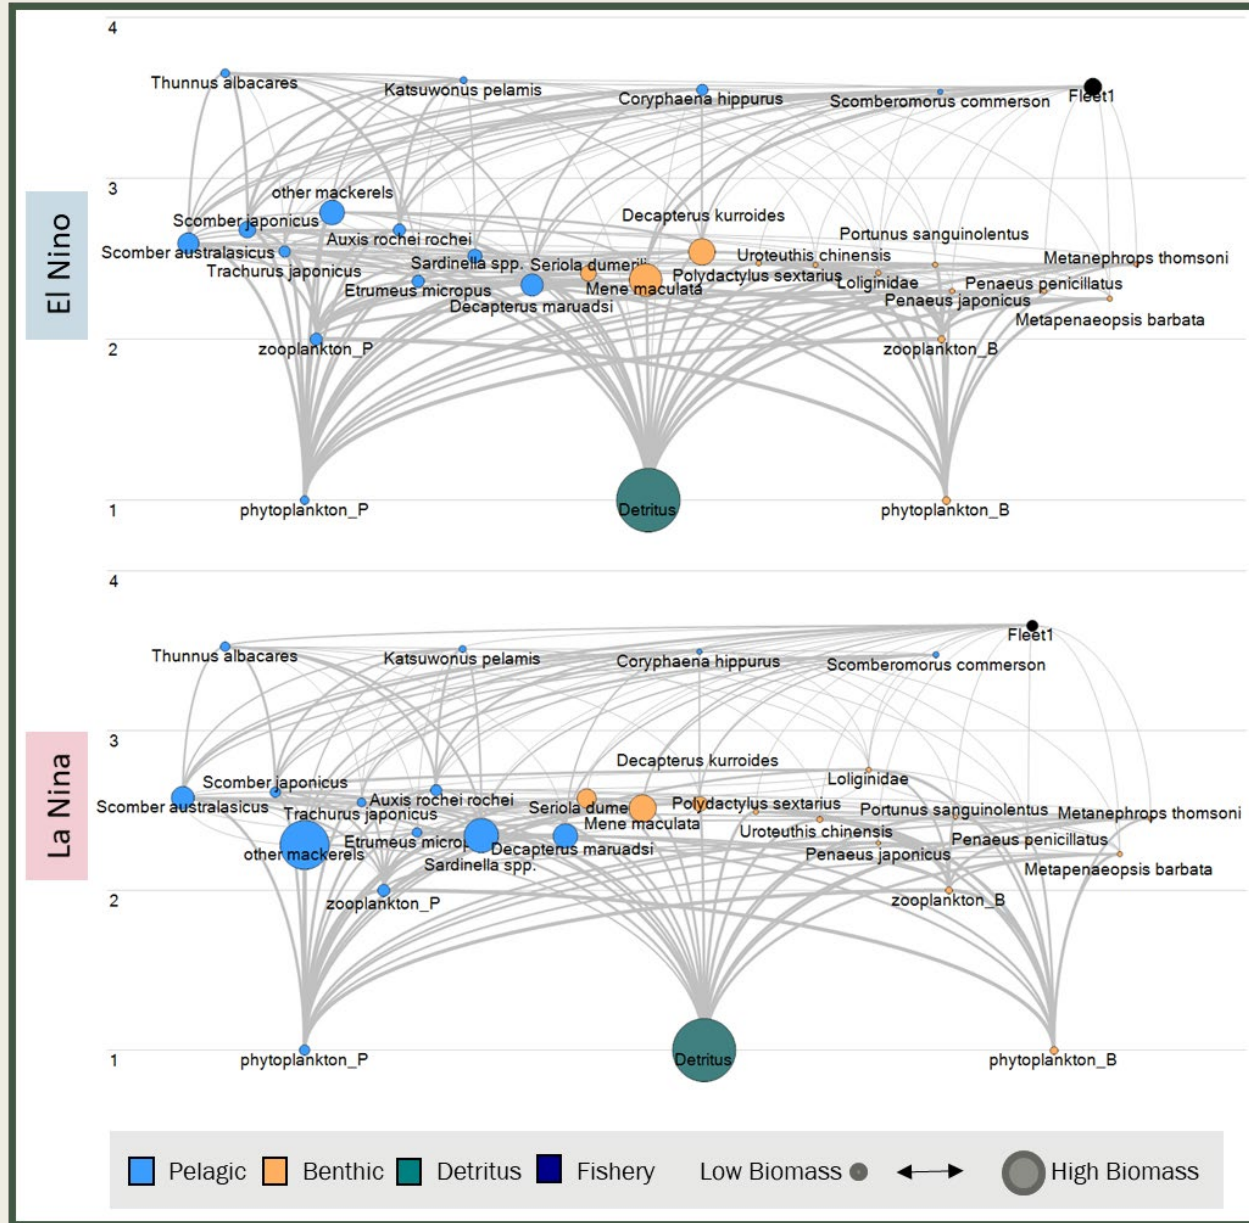 4
Thunnus albacares
Katsuwonus pelamis
Coryphaena hippurus
Scomberomorus commerson
Fleet1
El Nino
3
other mackerels
Scomber japonicus
Decapterus kurroides
Portunus sanguinolentus
Scomber australasicus
Auxis rochei rochei
Uroteuthis chinensis
Metanephrops thomsoni
Trachurus japonicus
Sardinella spp.
Seriola dumerili
Polydactylus sextarius
Loliginidae
Penaeus penicillatus
Etrumeus micropus
Mene maculata
Penaeus japonicus
Decapterus maruadsi
Metapenaeopsis barbata
2
zooplankton_P
zooplankton_B
1
phytoplankton_P
Detritus
phytoplankton_B
4
Thunnus albacares
Katsuwonus pelamis
Coryphaena hippurus
Scomberomorus commerson
Fleet1
La Nina
3
Scomber japonicus
Decapterus kurroides
Loliginidae
Scomber australasicus
Auxis rochei rochei
Trachurus japonicus
Seriola dume
Polydactylus sextarius
Portunus sanguinolentus
Metanephrops thomsoni
Mene maculata
Uroteuthis chinensis
Etrumeus microp
Decapterus maruadsi
Penaeus penicillatus
other mackerels
Sardinella spp.
Penaeus japonicus
Metapenaeopsis barbata
2
zooplankton_P
zooplankton_B
1
phytoplankton_P
Detritus
phytoplankton_B
Pelagic
Benthic
Detritus
Fishery
Low Biomass
High Biomass